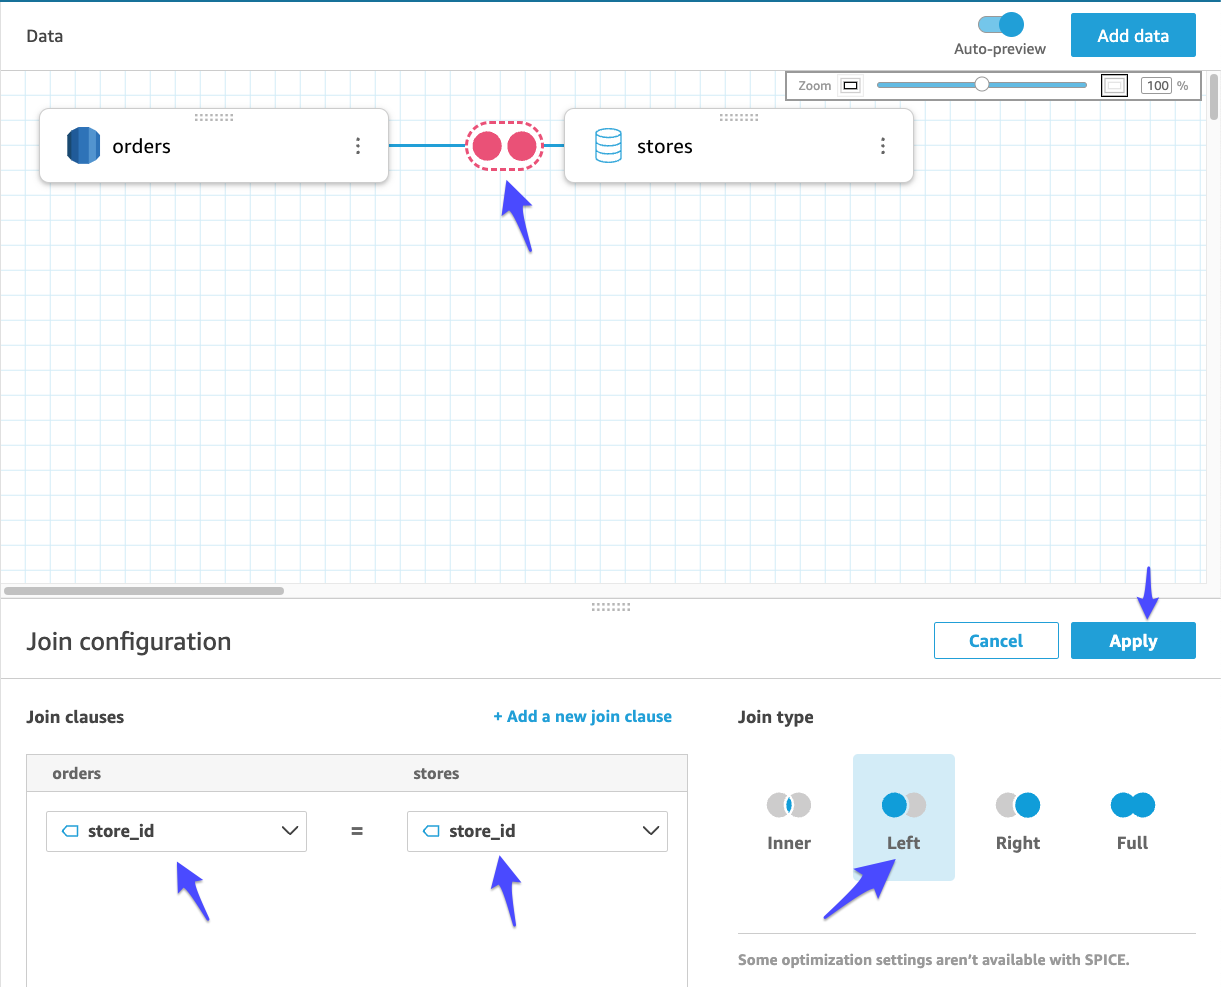 Data
Auto-preview
Add data
Zoom
100 %
orders
stores
Join configuration
Cancel
Apply
Join clauses
+ Add a new join clause
Join type
orders
stores
store_id
=
store_id
Inner
Left
Right
Full
Some optimization settings aren't available with SPICE.